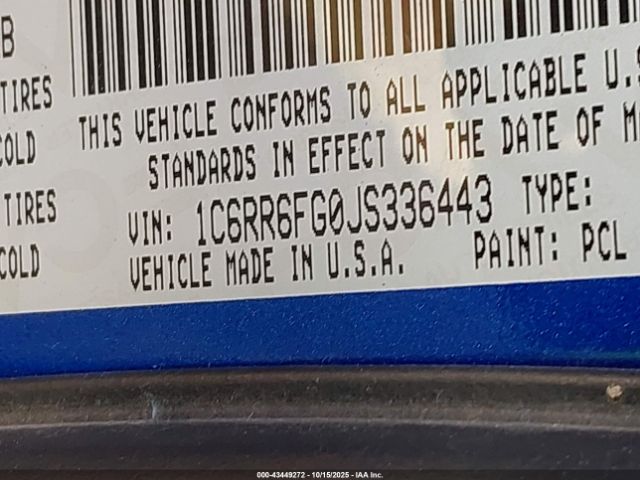 B
TIRES
THIS VEHICLE CONFORMS TO ALL APPLICABLE U.S
COLD
STANDARDS IN EFFECT ON THE DATE OF M
TIRES
VIN: 1C6RR6FG0JS336443 TYPE:
COLD
VEHICLE MADE IN U.S.A. PAINT: PCL
000-43449272 - 10/15/2025 - IAA Inc.